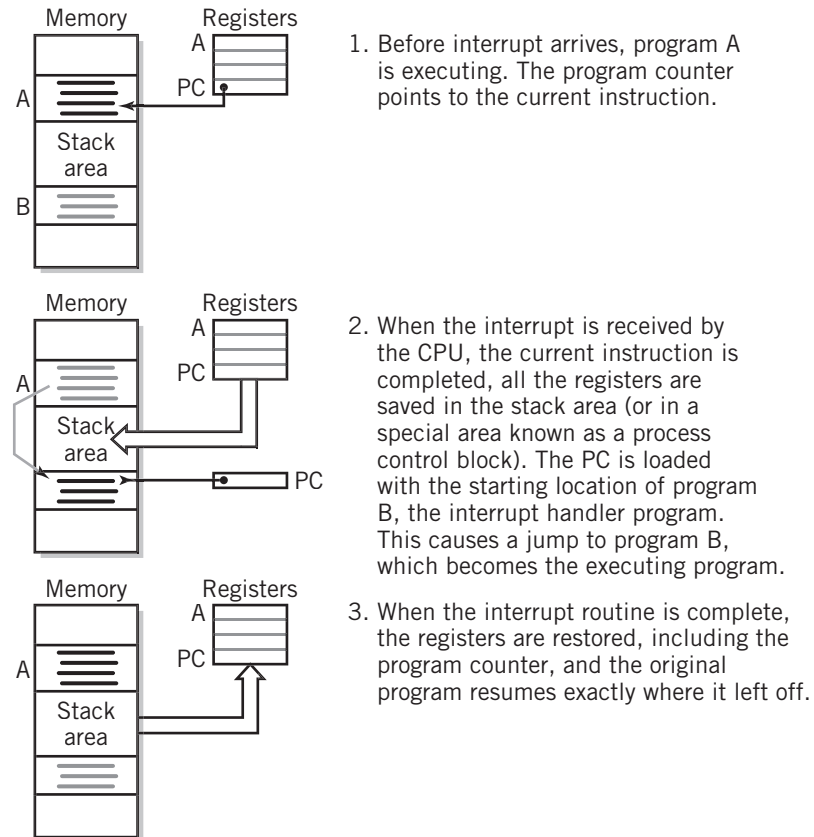 Memory
Registers
A
PC
A
Stack
area
B
1. Before interrupt arrives, program A
is executing. The program counter
points to the current instruction.
Memory
Registers
A
PC
A
Stack
area
PC
2. When the interrupt is received by
the CPU, the current instruction is
completed, all the registers are
saved in the stack area (or in a
special area known as a process
control block). The PC is loaded
with the starting location of program
B, the interrupt handler program.
This causes a jump to program B,
which becomes the executing program.
Memory
Registers
A
PC
A
Stack
area
3. When the interrupt routine is complete,
the registers are restored, including the
program counter, and the original
program resumes exactly where it left off.